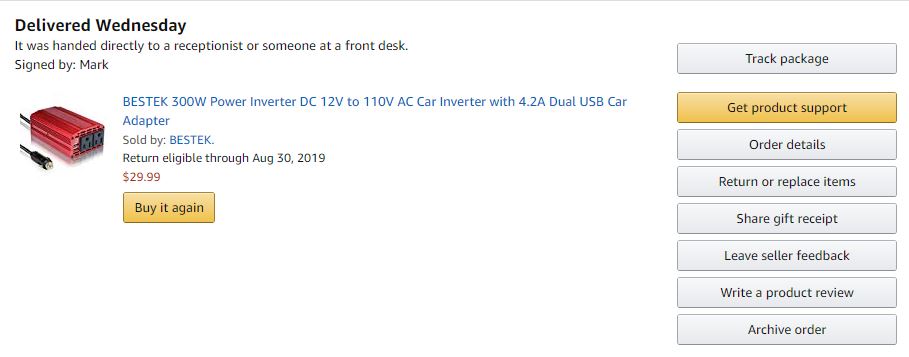 Delivered Wednesday
It was handed directly to a receptionist or someone at a front desk.
Signed by: Mark
BESTEK 300W Power Inverter DC 12V to 110V AC Car Inverter with 4.2A Dual USB Car
Adapter
Sold by: BESTEK.
Return eligible through Aug 30, 2019
$29.99
Buy it again
Track package
Get product support
Order details
Return or replace items
Share gift receipt
Leave seller feedback
Write a product review
Archive order